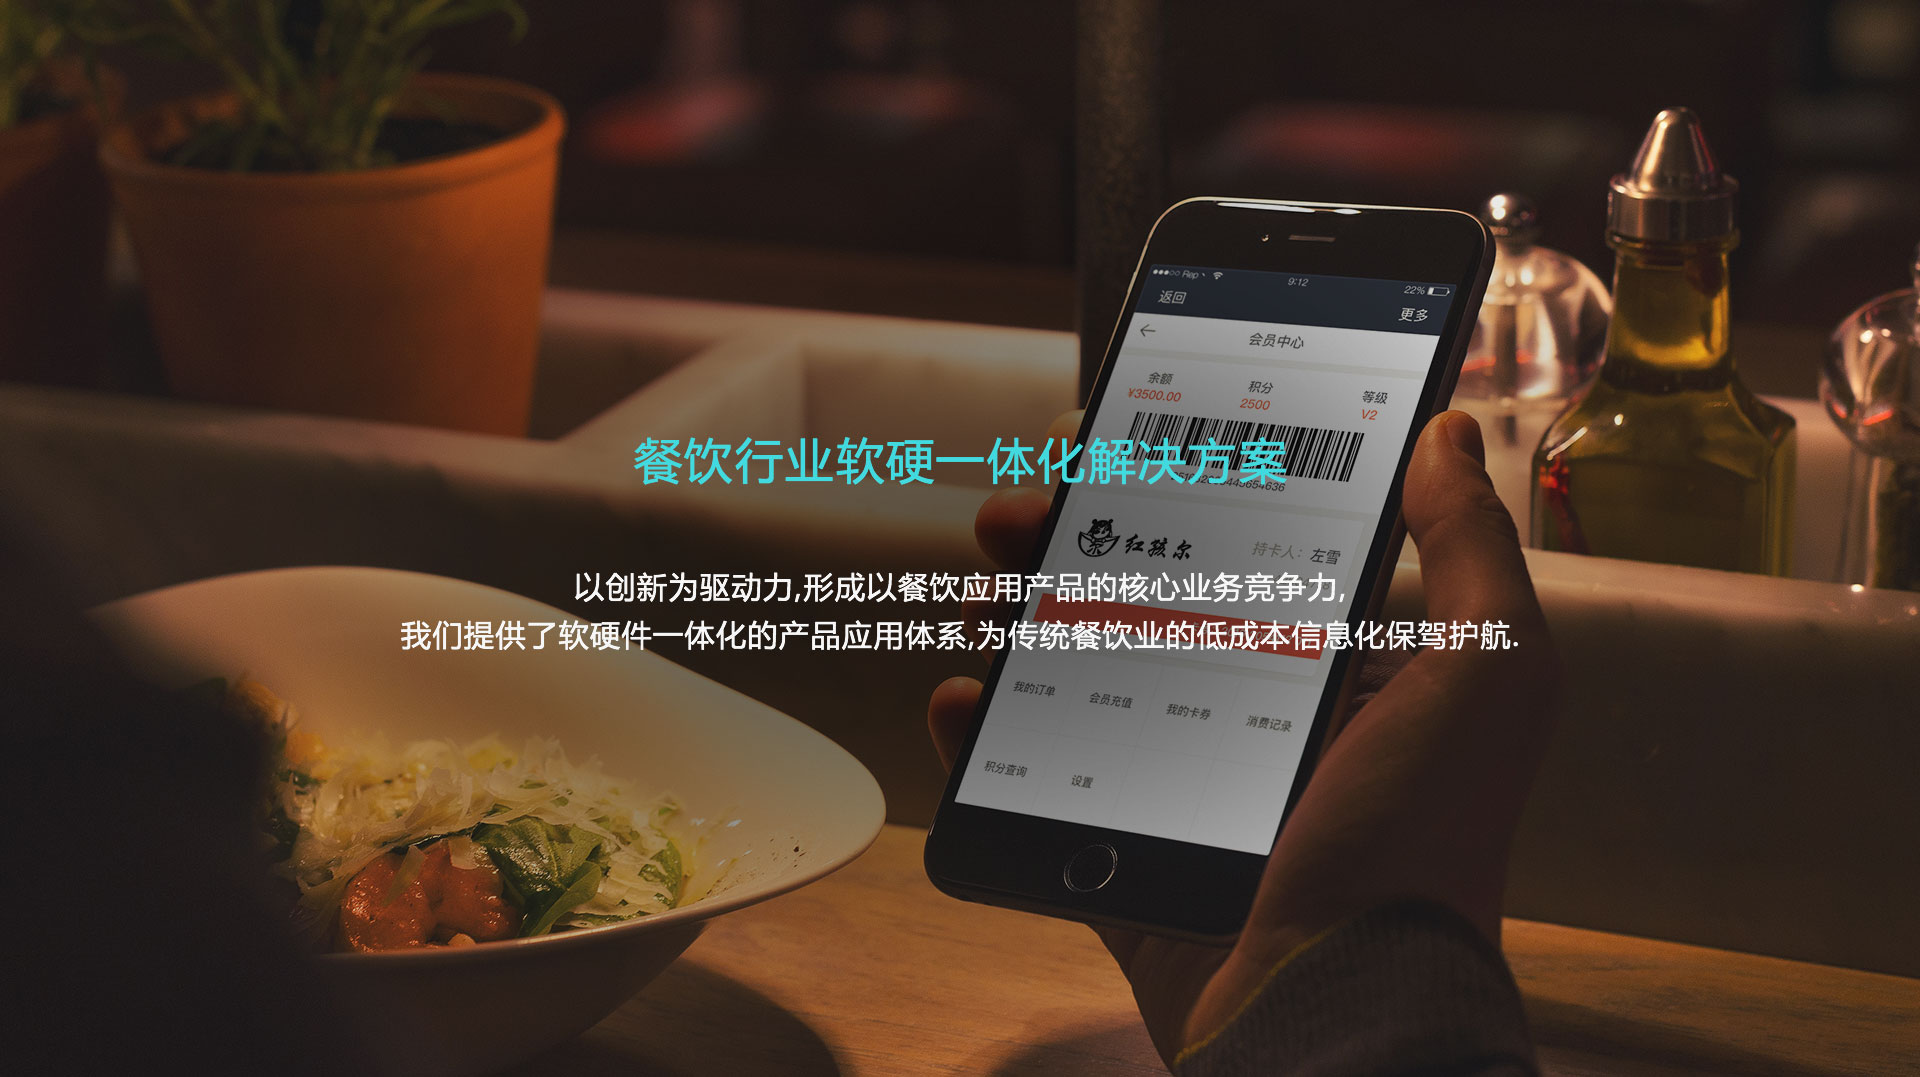 9:12
22%
返回
更多
会员中心
余额
积分
等级
¥3500.00
2500
V2
餐饮行业软硬一体化解决方案
红孩尔
持卡人：左雪
以创新为驱动力,形成以餐饮应用产品的核心业务竞争力,
我们提供了软硬件一体化的产品应用体系,为传统餐饮业的低成本信息化保驾护航.
我的订单
会员充值
我的卡券
消费记录
积分查询
设置